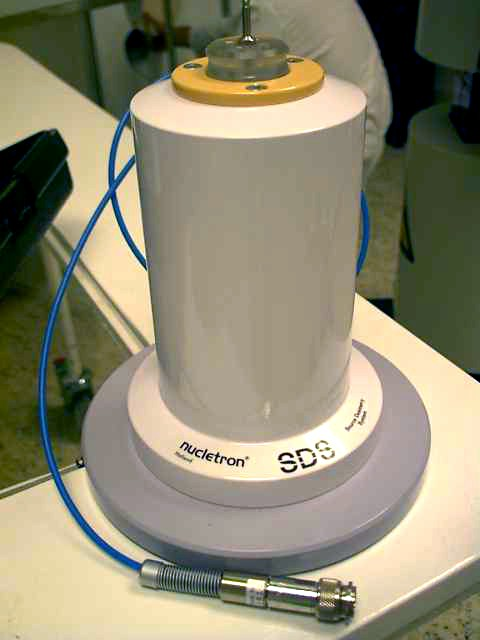 nucletron®
Holland
SDS
Source Dosimetry
System